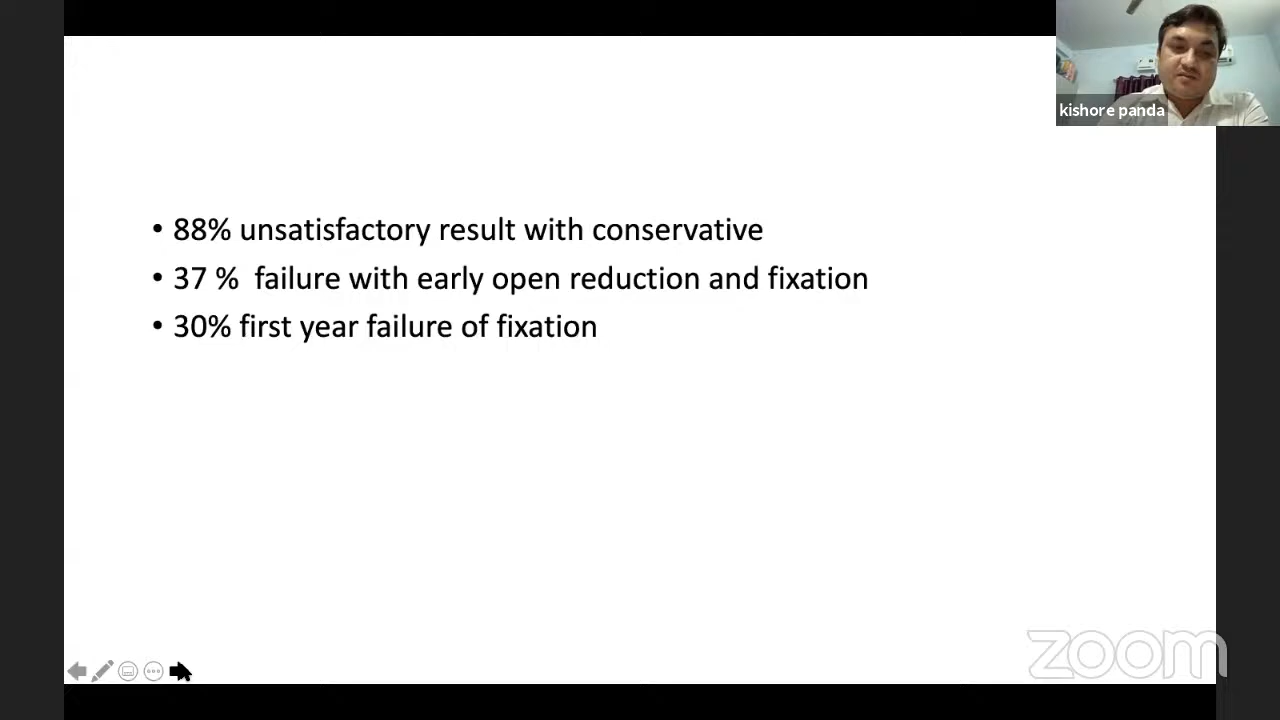 kishore panda
• 88% unsatisfactory result with conservative
• 37 %  failure with early open reduction and fixation
• 30% first year failure of fixation
zoom